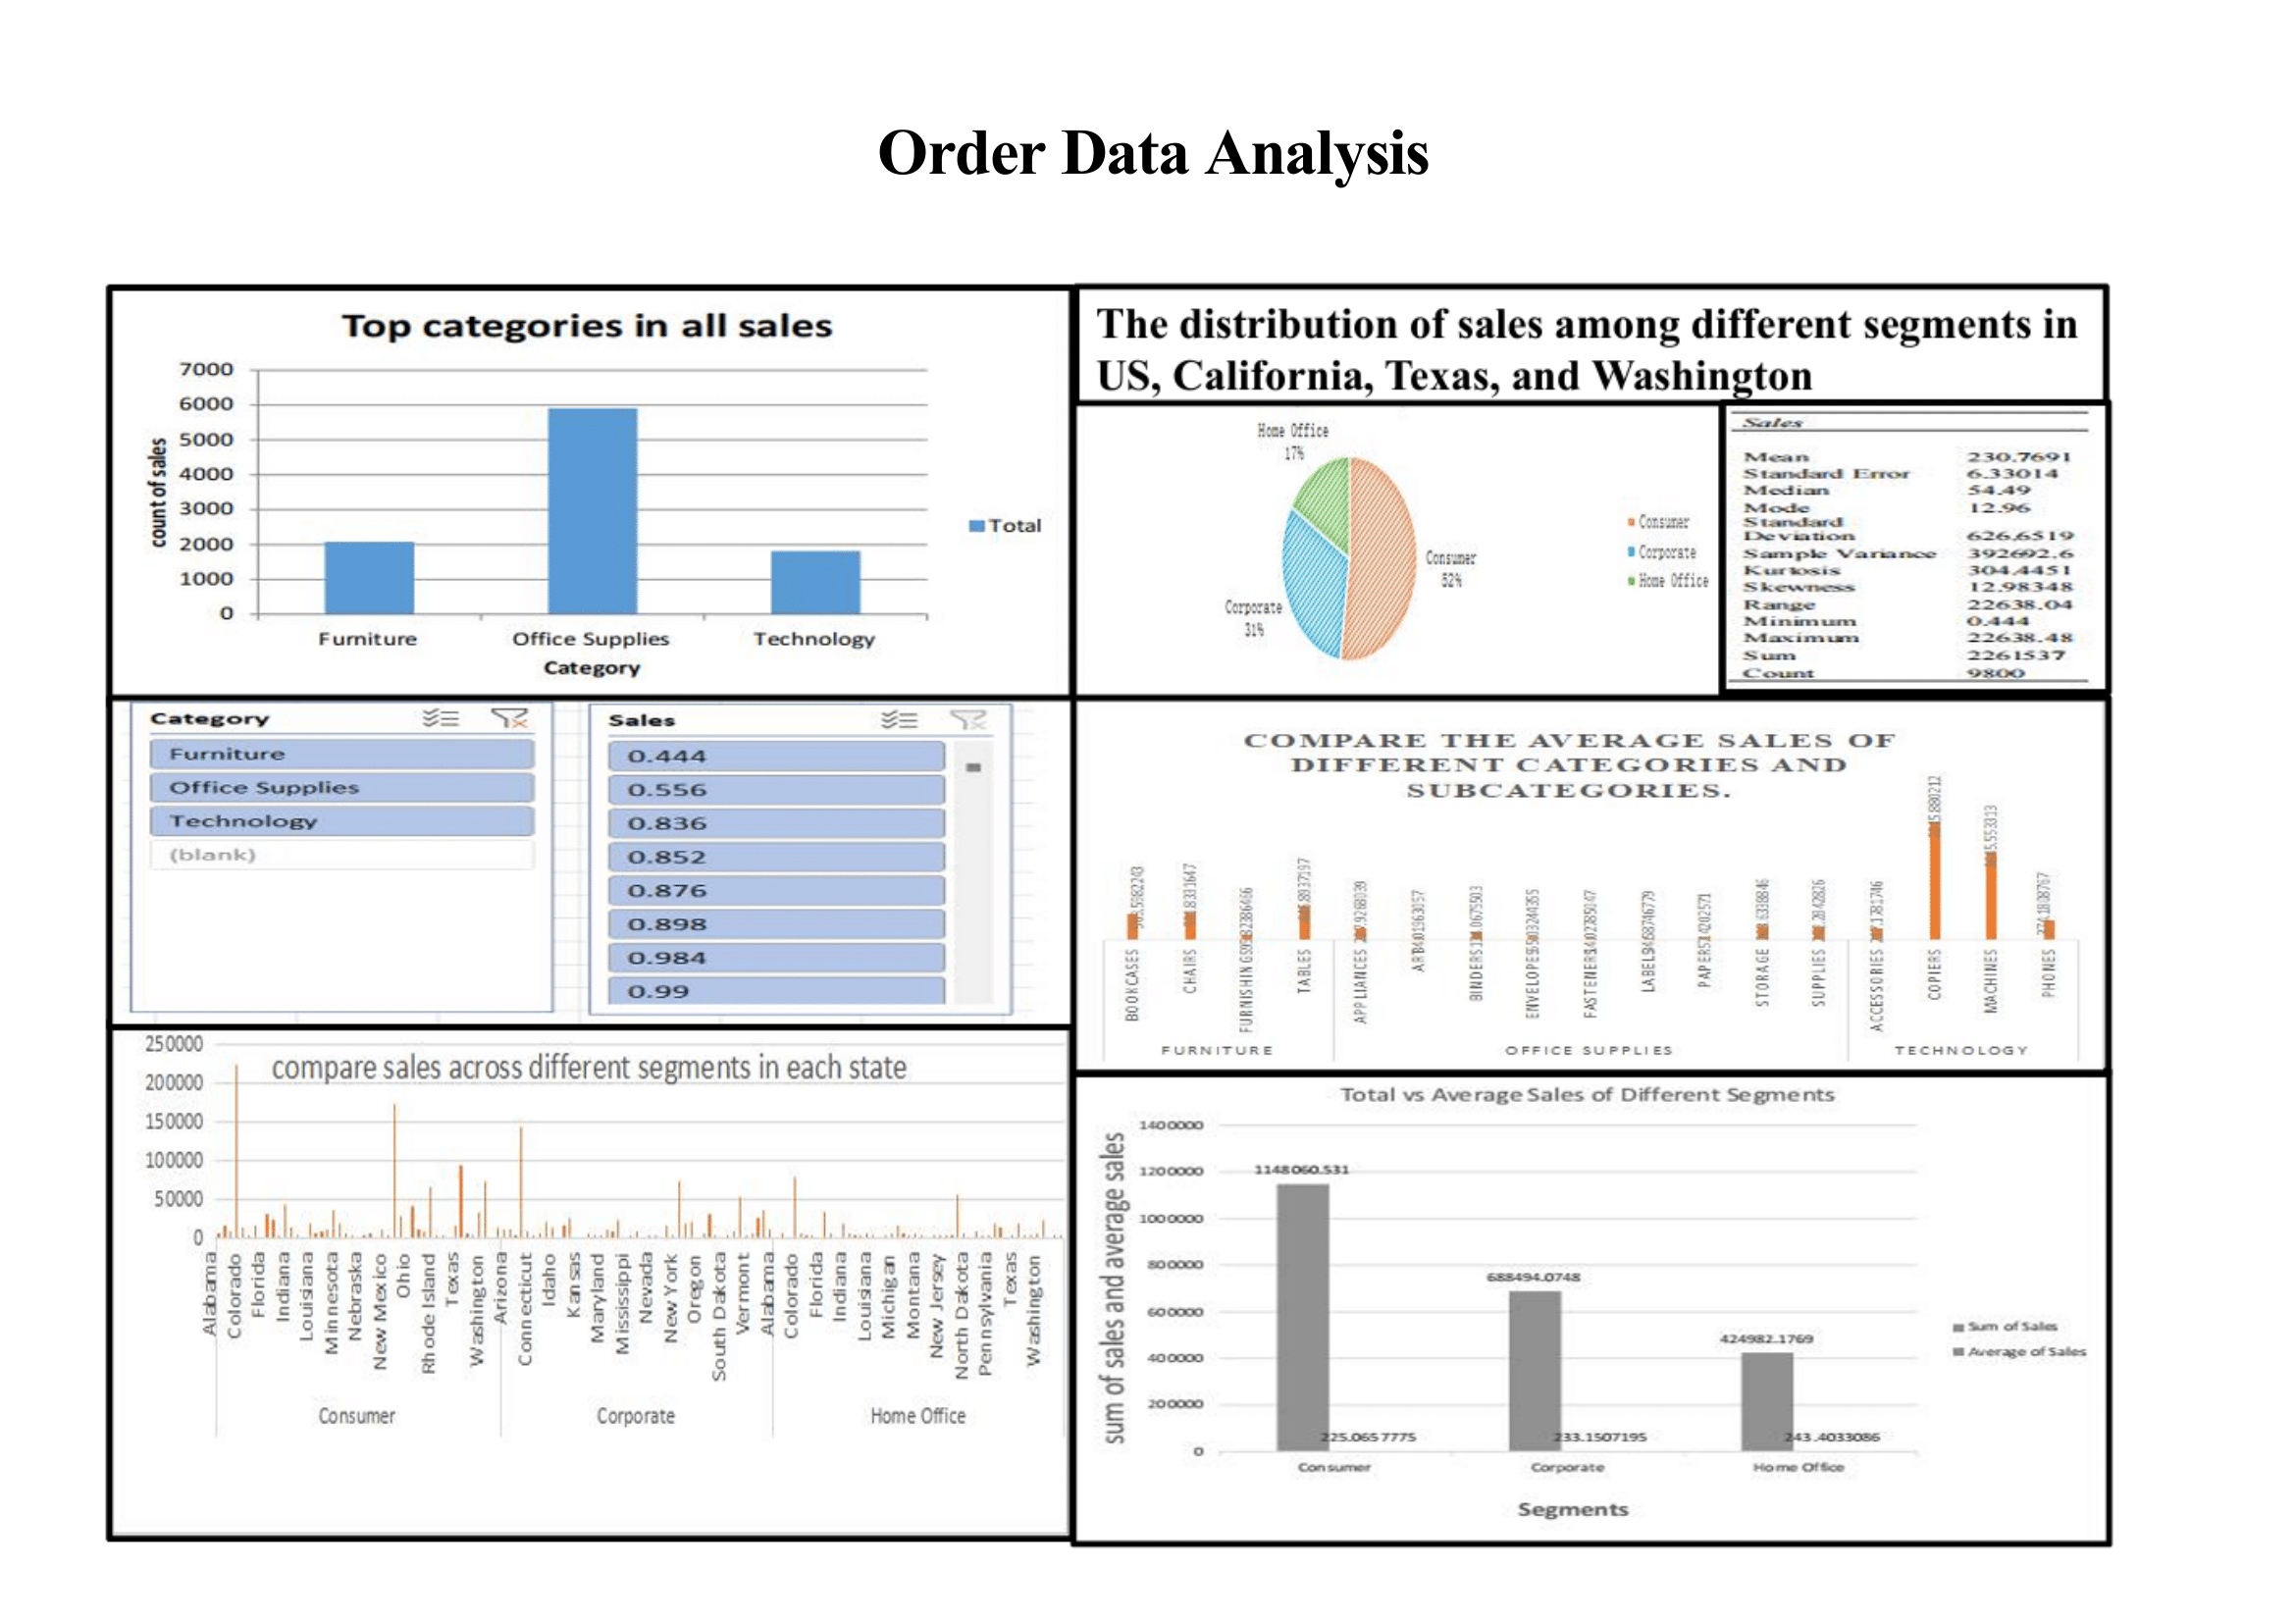 Order Data Analysis
Top categories in all sales
7000
6000
5000
4000
3000
2000
1000
0
count of sales
Furniture
Office Supplies
Technology
Category
Total
The distribution of sales among different segments in
US, California, Texas, and Washington
Home Office
17%
Consumer
52%
Corporate
31%
Consumer
Corporate
Home Office
Sales
Mean 230.7691
Standard Error 6.33014
Median 54.49
Mode 12.96
Standard
Deviation 626.6519
Sample Variance 392692.6
Kurtosis 304.4451
Skewness 12.98348
Range 22638.04
Minimum 0.444
Maximum 22638.48
Sum 2261537
Count 9800
Category
Furniture
Office Supplies
Technology
(blank)
Sales
0.444
0.556
0.836
0.852
0.876
0.898
0.984
0.99
COMPARE THE AVERAGE SALES OF
DIFFERENT CATEGORIES AND
SUBCATEGORIES.
BOOKCASES
CHAIRS
FURNISHINGS
TABLES
APPLIANCES
ART
BINDERS
ENVELOPES
FASTENERS
LABELS
PAPER
STORAGE
SUPPLIES
ACCESSORIES
COPIERS
MACHINES
PHONES
FURNITURE
OFFICE SUPPLIES
TECHNOLOGY
compare sales across different segments in each state
250000
200000
150000
100000
50000
0
Alabama
Colorado
Florida
Indiana
Louisiana
Minnesota
Nebraska
New Mexico
Ohio
Rhode Island
Texas
Washington
Arizona
Connecticut
Idaho
Kansas
Maryland
Mississippi
Nevada
New York
Oregon
South Dakota
Vermont
Alabama
Colorado
Florida
Indiana
Louisiana
Michigan
Montana
New Jersey
North Dakota
Pennsylvania
Texas
Washington
Consumer
Corporate
Home Office
Total vs Average Sales of Different Segments
sum of sales and average sales
1400000
1200000
1000000
800000
600000
400000
200000
0
1148060.531
225.0657775
688494.0748
233.1507195
424982.1769
243.4033086
Consumer
Corporate
Home Office
Segments
Sum of Sales
Average of Sales